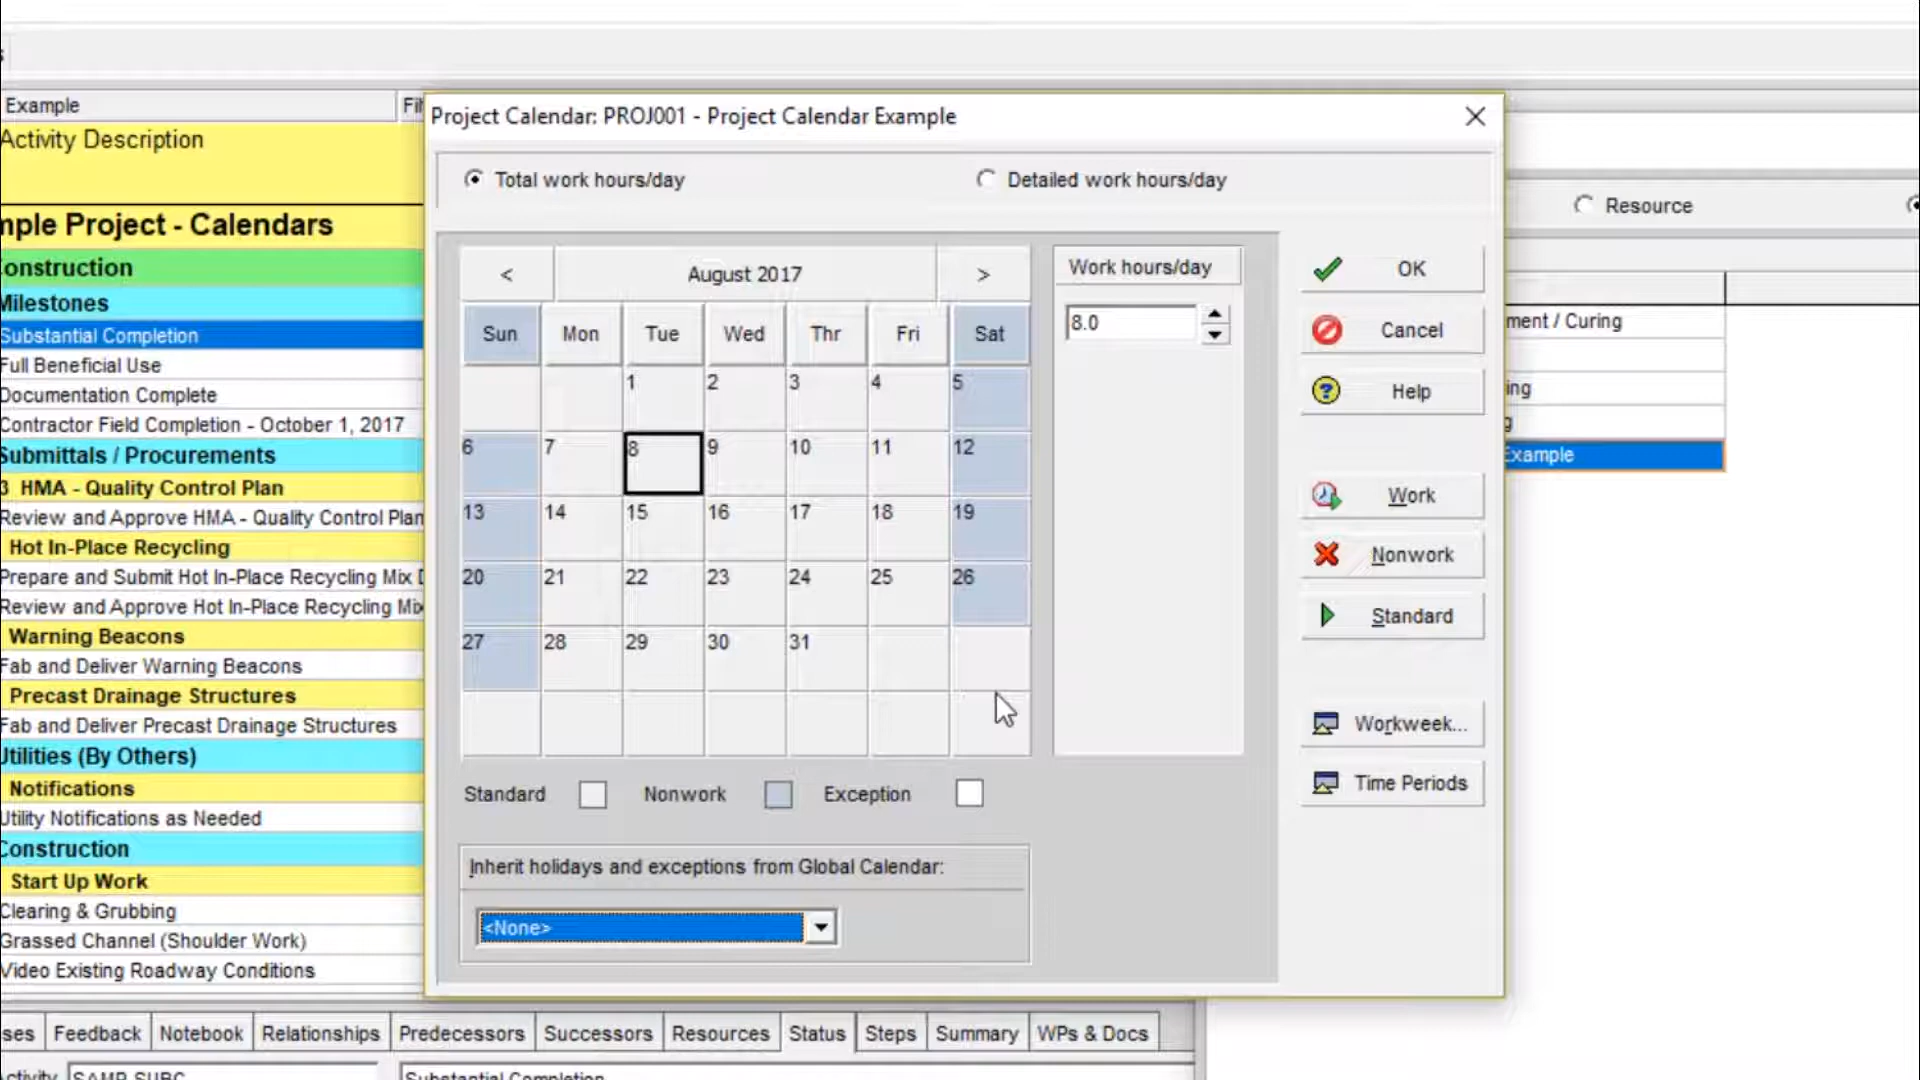 Example
Fil
Activity Description
mple Project - Calendars
onstruction
Milestones
Substantial Completion
Full Beneficial Use
Documentation Complete
Contractor Field Completion - October 1, 2017
Submittals / Procurements
3 HMA - Quality Control Plan
Review and Approve HMA - Quality Control Plan
Hot In-Place Recycling
Prepare and Submit Hot In-Place Recycling Mix D
Review and Approve Hot In-Place Recycling Mix
Warning Beacons
Fab and Deliver Warning Beacons
Precast Drainage Structures
Fab and Deliver Precast Drainage Structures
Utilities (By Others)
Notifications
Utility Notifications as Needed
Construction
Start Up Work
Clearing & Grubbing
Grassed Channel (Shoulder Work)
Video Existing Roadway Conditions
Project Calendar: PROJ001 - Project Calendar Example
Total work hours/day
Detailed work hours/day
< August 2017 >
Sun Mon Tue Wed Thr Fri Sat
1 2 3 4 5
6 7 8 9 10 11 12
13 14 15 16 17 18 19
20 21 22 23 24 25 26
27 28 29 30 31
Standard Nonwork Exception
Inherit holidays and exceptions from Global Calendar:
<None>
Work hours/day
8.0
OK
Cancel
Help
Work
Nonwork
Standard
Workweek...
Time Periods
Resource
ment / Curing
ing
g
Example
ses Feedback Notebook Relationships Predecessors Successors Resources Status Steps Summary WPs & Docs
ctivity SAMP.SUBC Substantial Completion